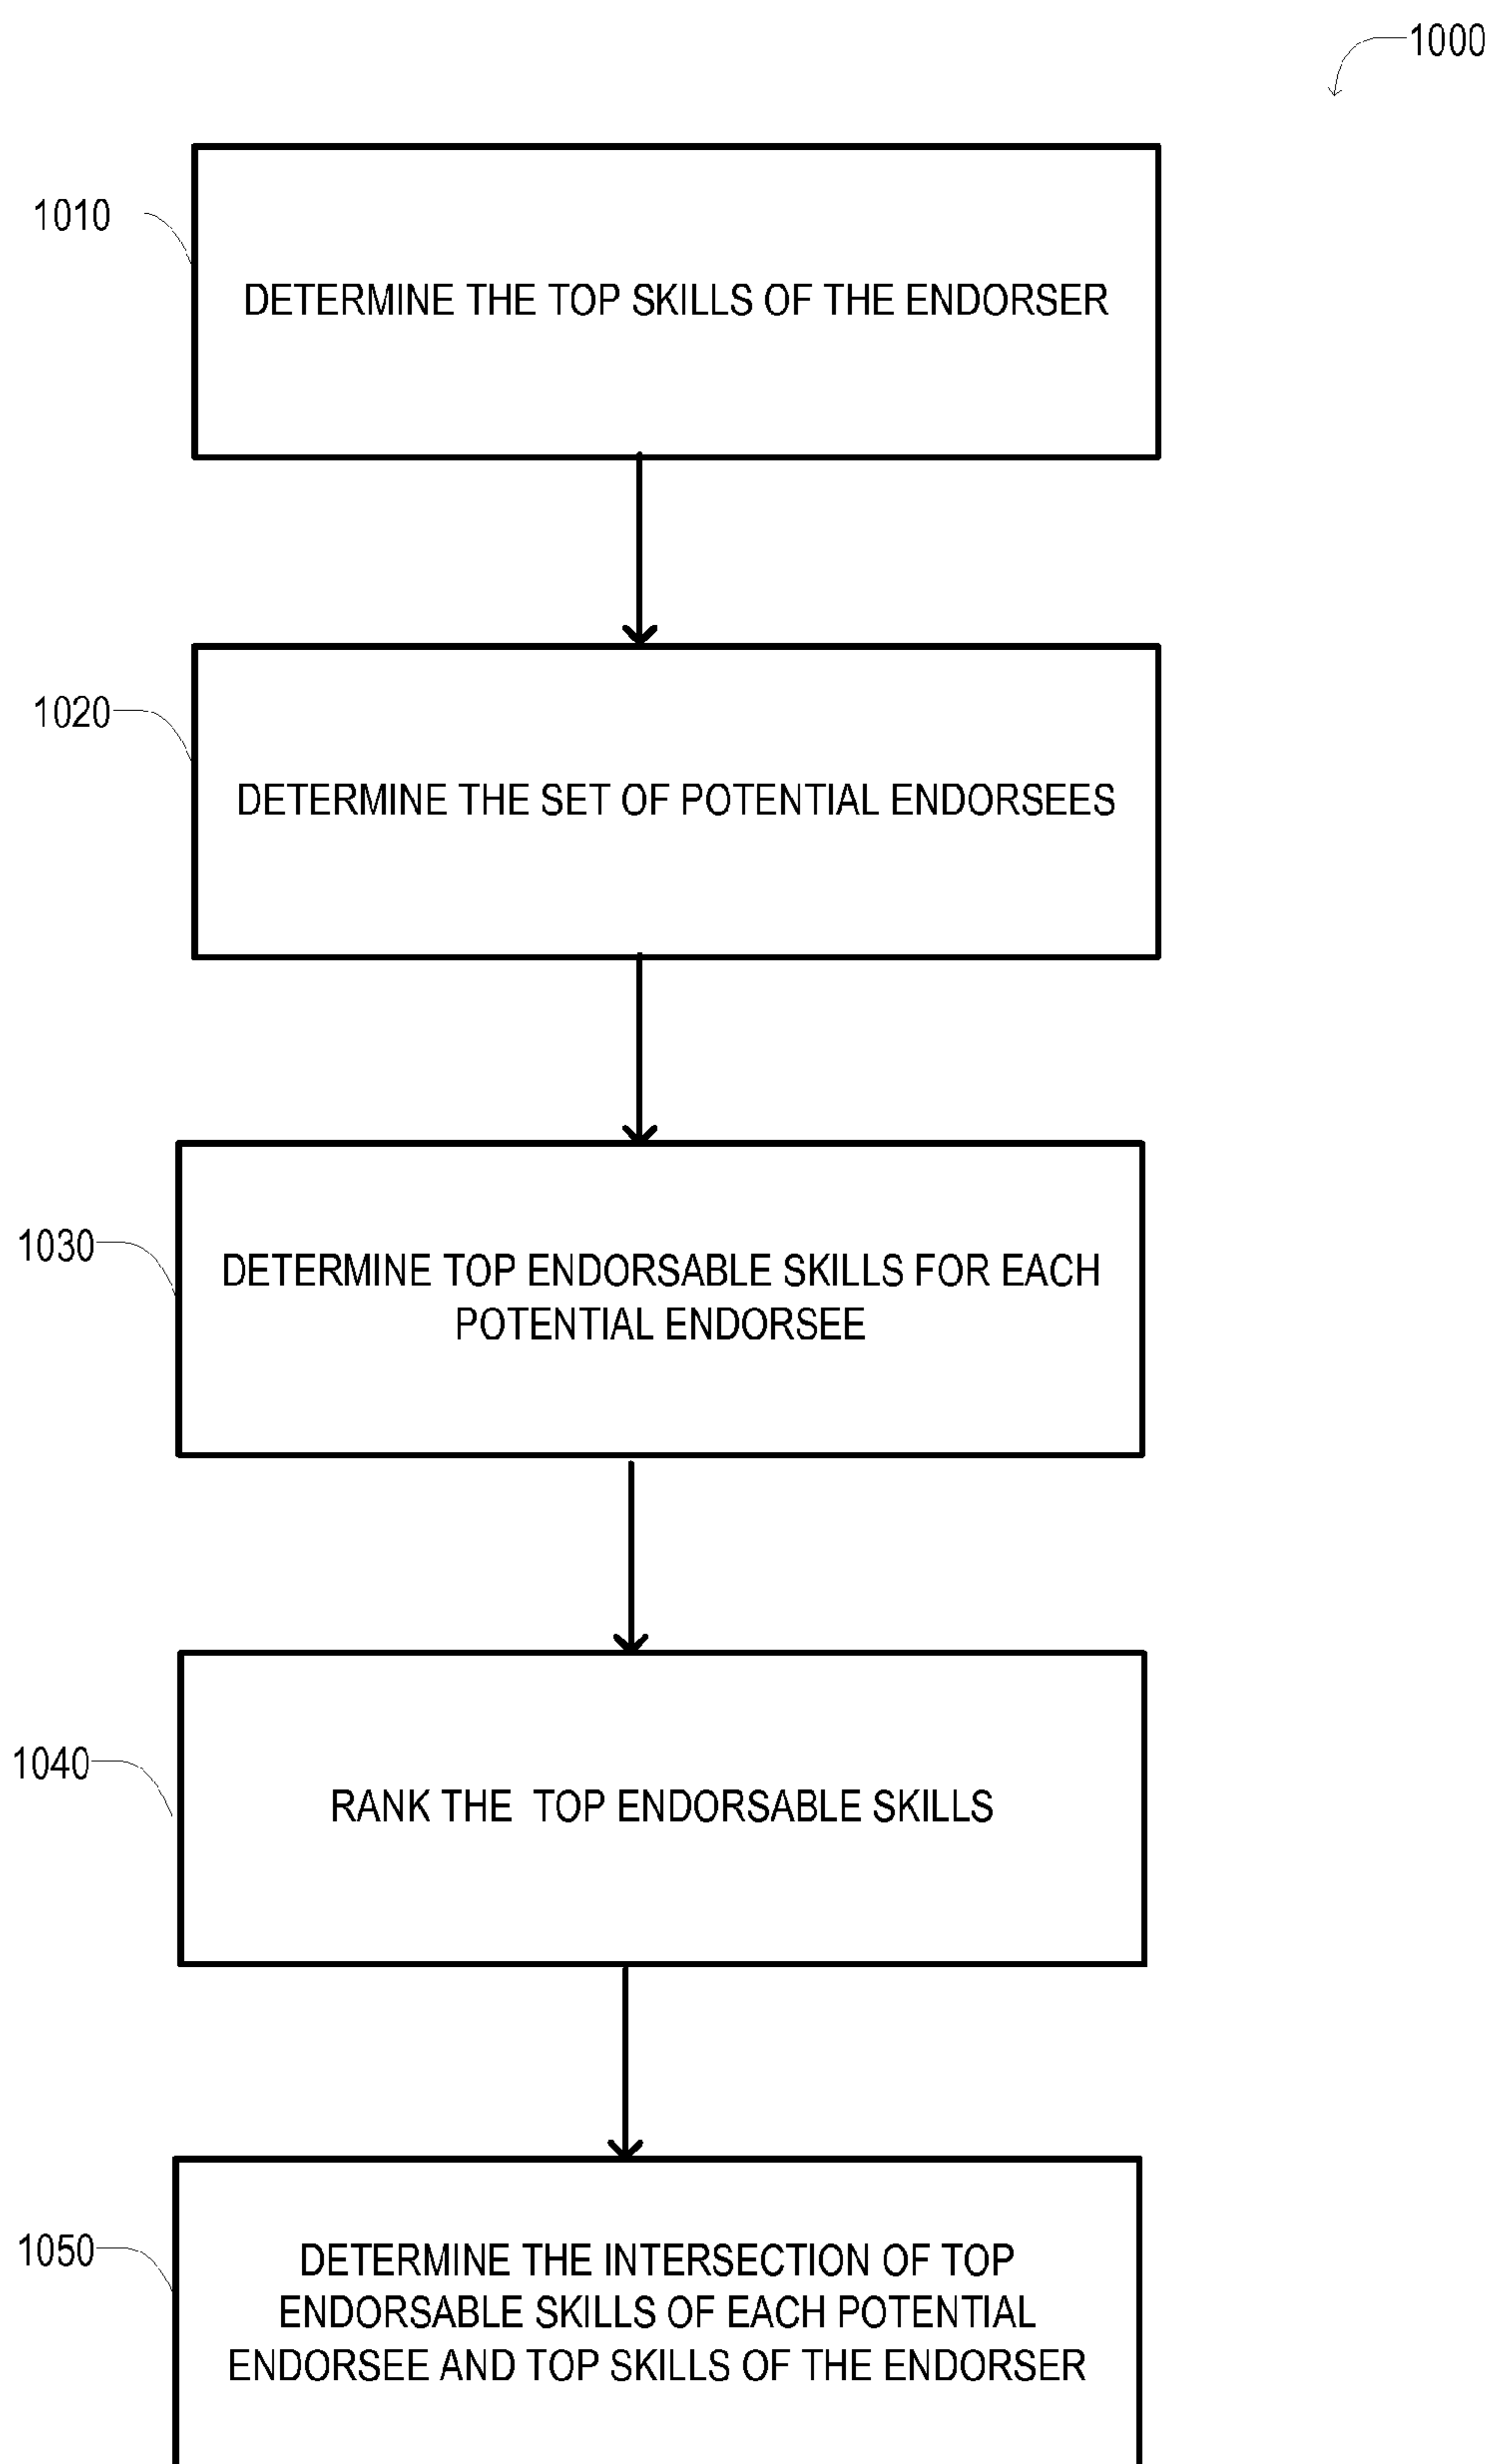 1000
1010
DETERMINE THE TOP SKILLS OF THE ENDORSER
1020
DETERMINE THE SET OF POTENTIAL ENDORSEES
1030
DETERMINE TOP ENDORSABLE SKILLS FOR EACH
POTENTIAL ENDORSEE
1040
RANK THE TOP ENDORSABLE SKILLS
1050
DETERMINE THE INTERSECTION OF TOP
ENDORSABLE SKILLS OF EACH POTENTIAL
ENDORSEE AND TOP SKILLS OF THE ENDORSER